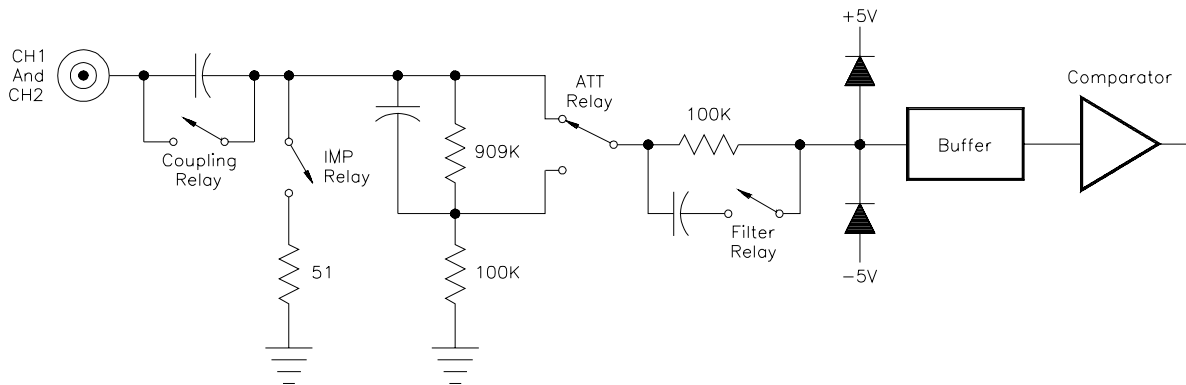 CH1
And
CH2
Coupling
Relay
IMP
Relay
51
909K
100K
ATT
Relay
100K
Filter
Relay
+5V
-5V
Buffer
Comparator